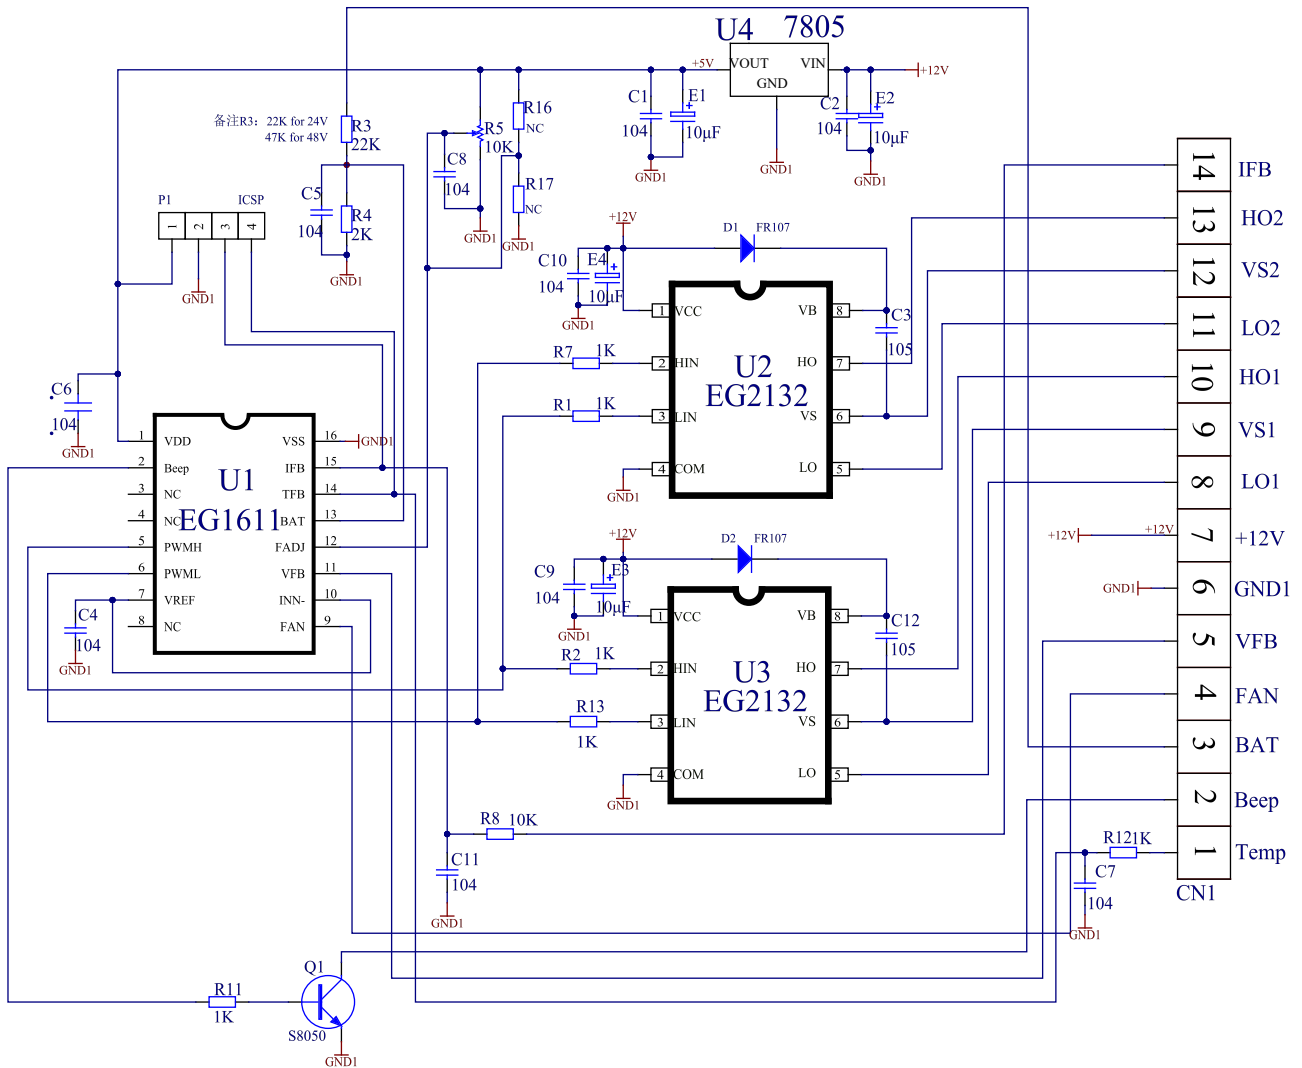 U4 7805
+5V VOUT VIN +12V
GND
C1 104
E1 10μF
C2 104
E2 10μF
GND1
GND1
GND1
备注R3: 22K for 24V
47K for 48V
R3 22K
R16 NC
R5 10K
C8 104
R17 NC
GND1
GND1
C5 104
R4 2K
GND1
P1 ICSP
1 2 3 4
GND1
C6 104
GND1
U1
EG1611
1 VDD
2 Beep
3 NC
4 NC
5 PWMH
6 PWML
7 VREF
8 NC
VSS 16 GND1
IFB 15
TFB 14
BAT 13
FADJ 12
VFB 11
INN- 10
FAN 9
C4 104
GND1
+12V
D1 FR107
C10 104
E4 10μF
GND1
R7 1K
R1 1K
U2
EG2132
1 VCC
2 HIN
3 LIN
4 COM
VB 8
HO 7
VS 6
LO 5
C3 105
GND1
+12V
D2 FR107
C9 104
E3 10μF
GND1
R2 1K
R13 1K
U3
EG2132
1 VCC
2 HIN
3 LIN
4 COM
VB 8
HO 7
VS 6
LO 5
C12 105
GND1
R8 10K
C11 104
GND1
R12 1K
C7 104
GND1
R11 1K
Q1
S8050
GND1
14 IFB
13 HO2
12 VS2
11 LO2
10 HO1
9 VS1
8 LO1
+12V +12V 7 +12V
GND1 6 GND1
5 VFB
4 FAN
3 BAT
2 Beep
1 Temp
CN1